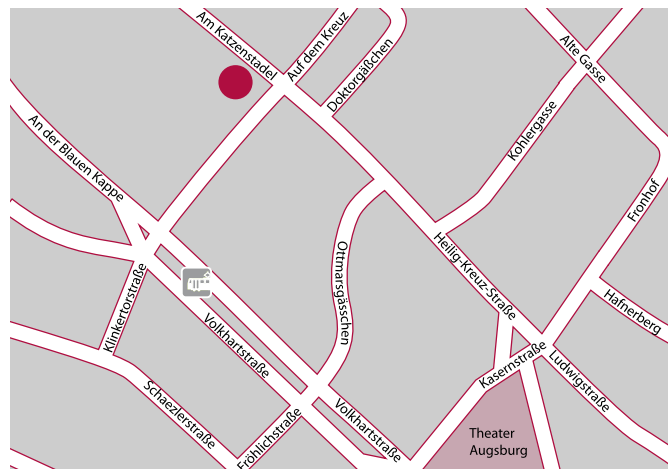 Am Katzenstadel
Auf dem Kreuz
Doktorgäßchen
Alte Gasse
An der Blauen Kappe
Kohlergasse
Fronhof
Heilig-Kreuz-Straße
Ottmarsgässchen
Klinkertorstraße
Hafnerberg
Volkhartstraße
Kasernstraße
Ludwigstraße
Schaezlerstraße
Fröhlichstraße
Volkhartstraße
Theater
Augsburg